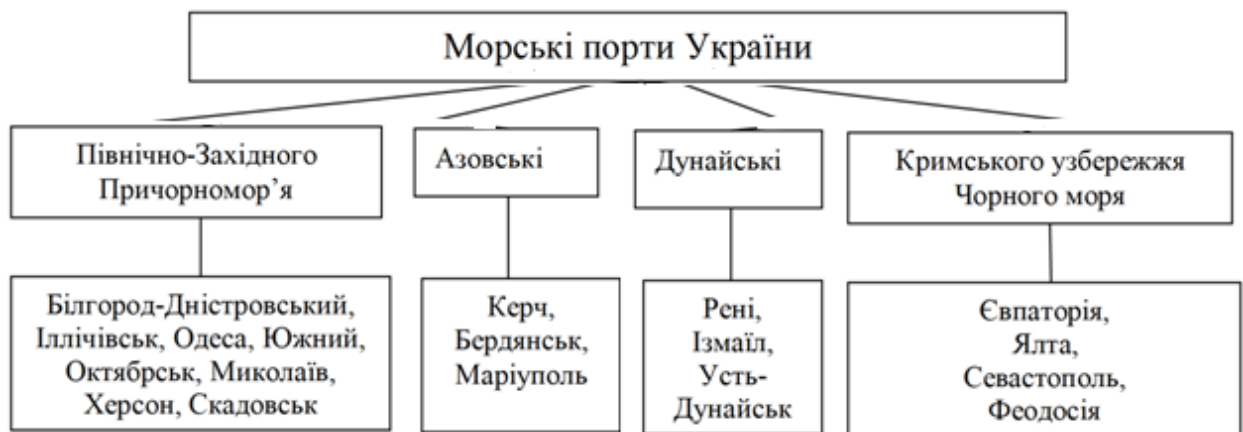 Морські порти України
Північно-Західного
Причорномор’я
Азовські
Дунайські
Кримського узбережжя
Чорного моря
Білгород-Дністровський,
Іллічівськ, Одеса, Южний,
Октябрськ, Миколаїв,
Херсон, Скадовськ
Керч,
Бердянськ,
Маріуполь
Рені,
Ізмаїл,
Усть-
Дунайськ
Євпаторія,
Ялта,
Севастополь,
Феодосія